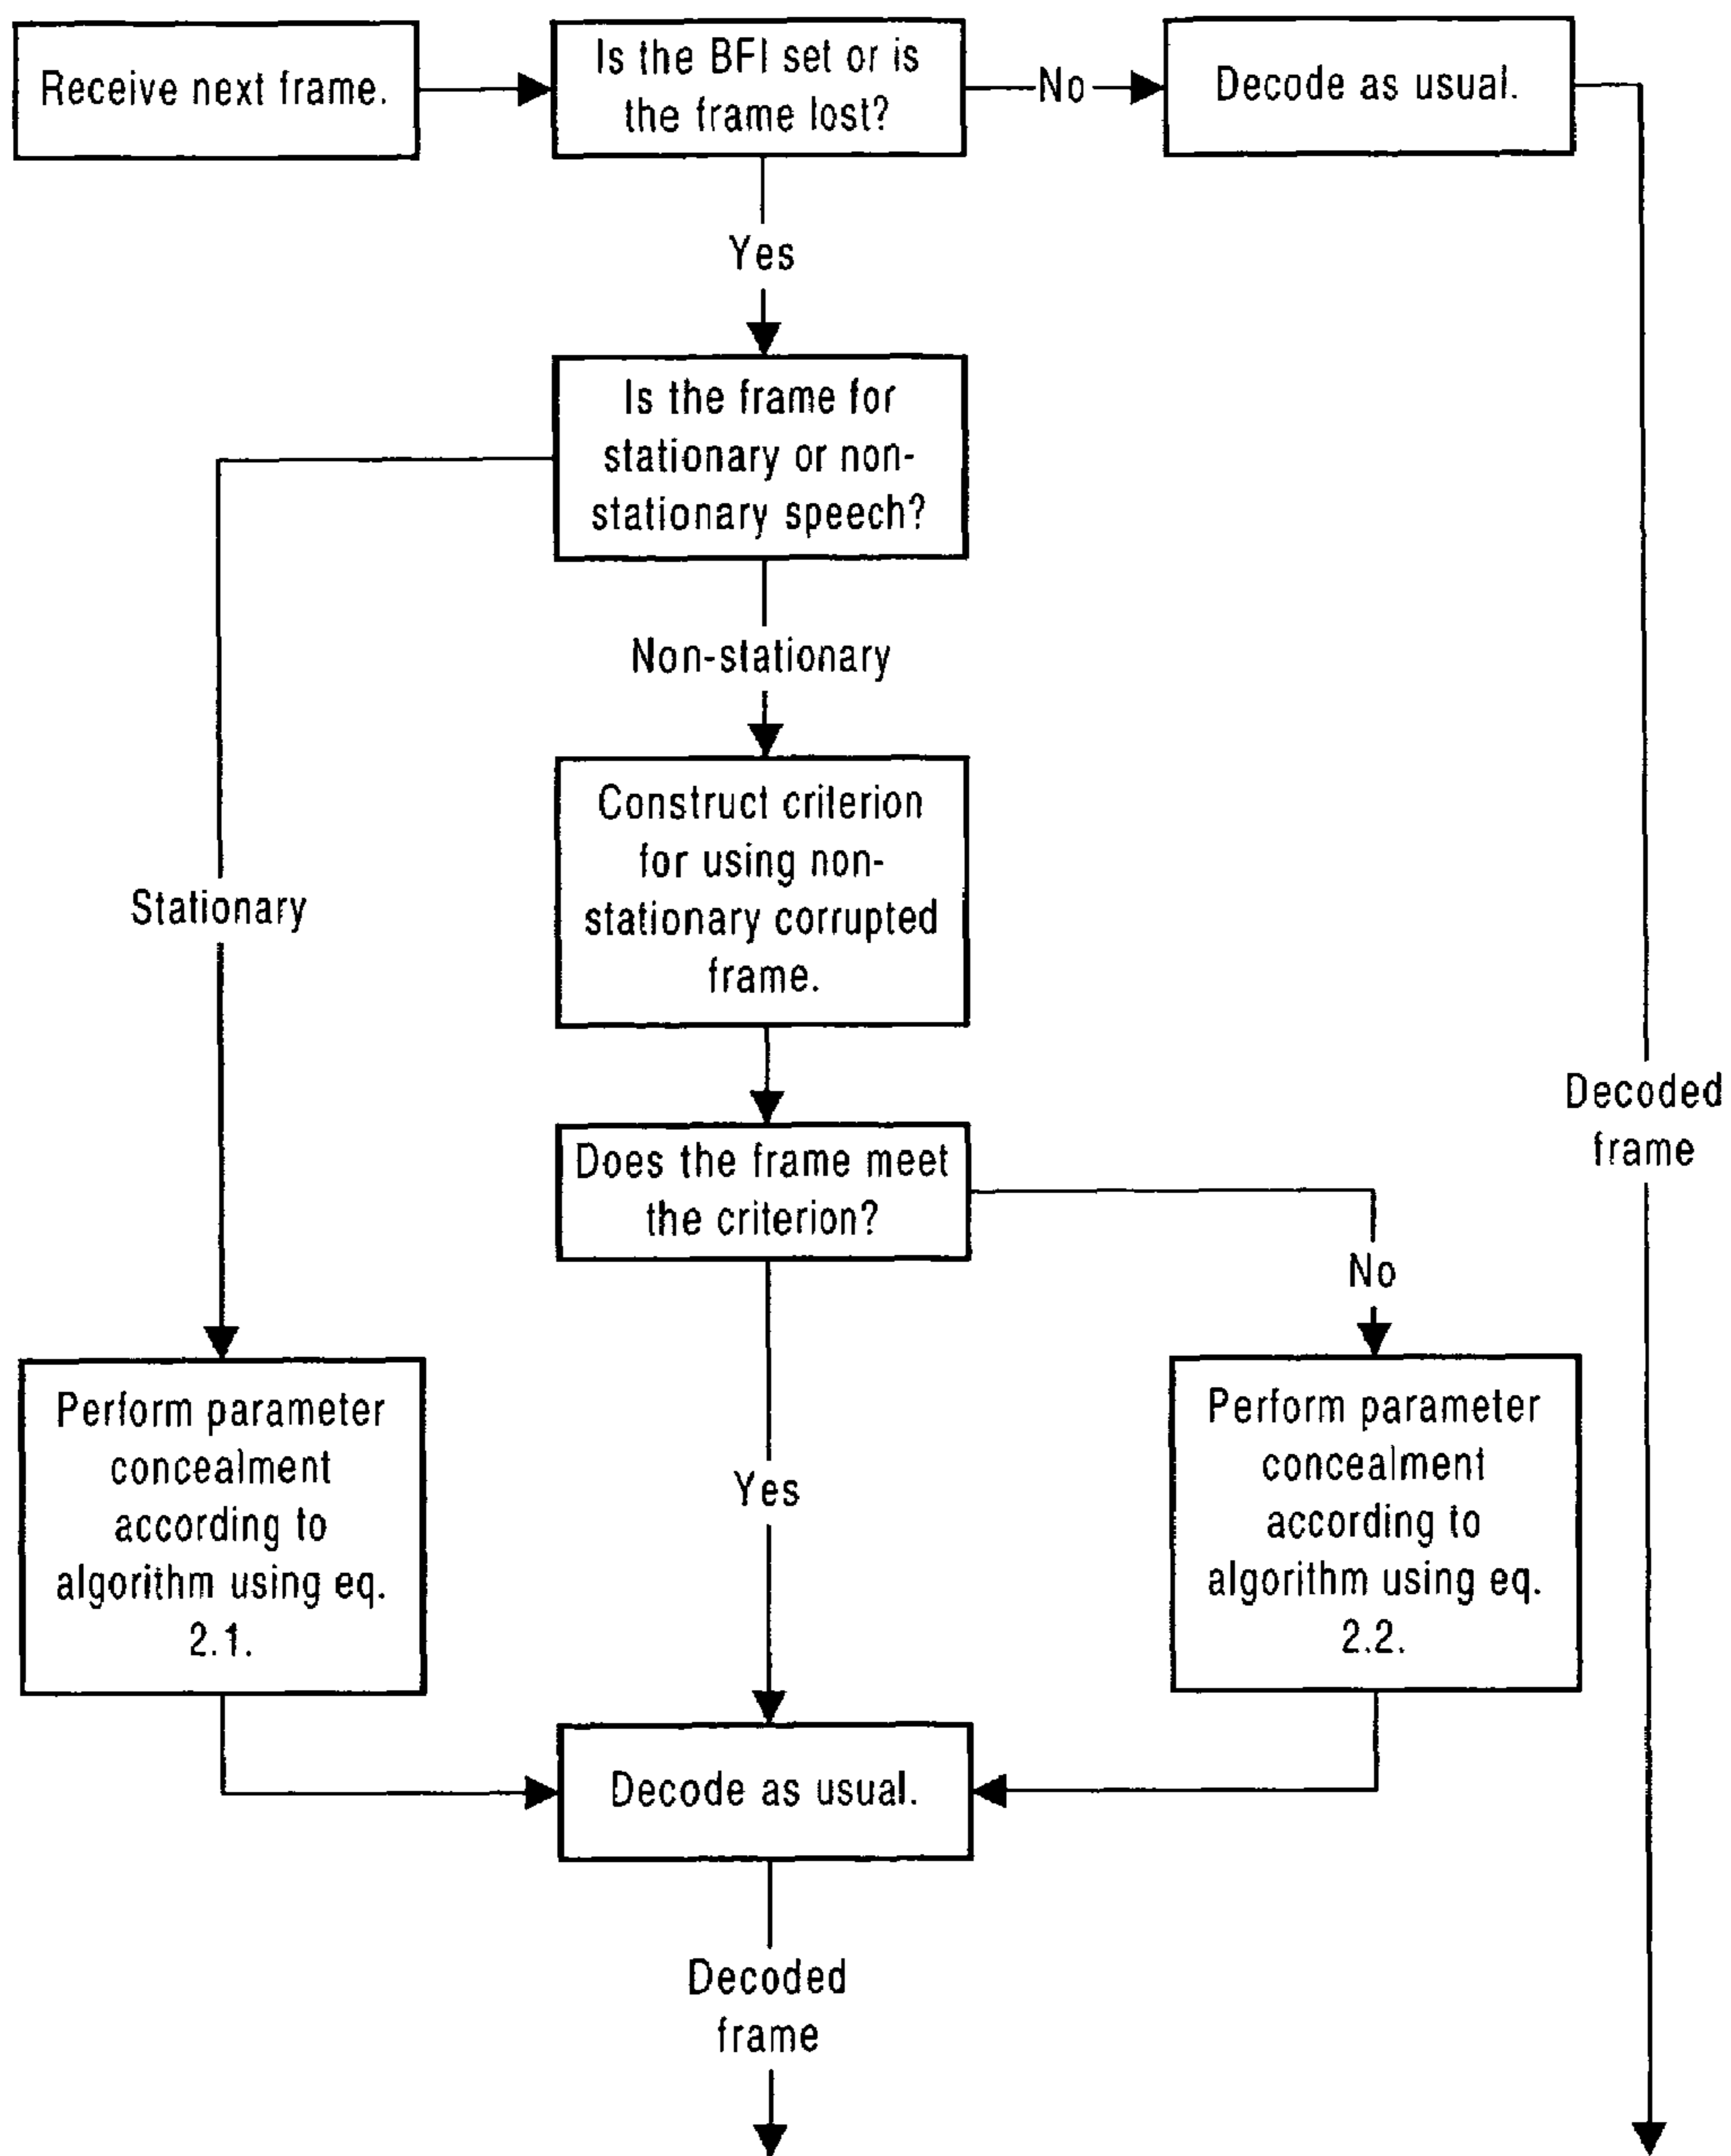 Receive next frame.
Is the BFI set or is
the frame lost?
No
Decode as usual.
Yes
Is the frame for
stationary or non-
stationary speech?
Non-stationary
Stationary
Construct criterion
for using non-
stationary corrupted
frame.
Decoded
frame
Does the frame meet
the criterion?
No
Yes
Perform parameter
concealment
according to
algorithm using eq.
2.1.
Perform parameter
concealment
according to
algorithm using eq.
2.2.
Decode as usual.
Decoded
frame